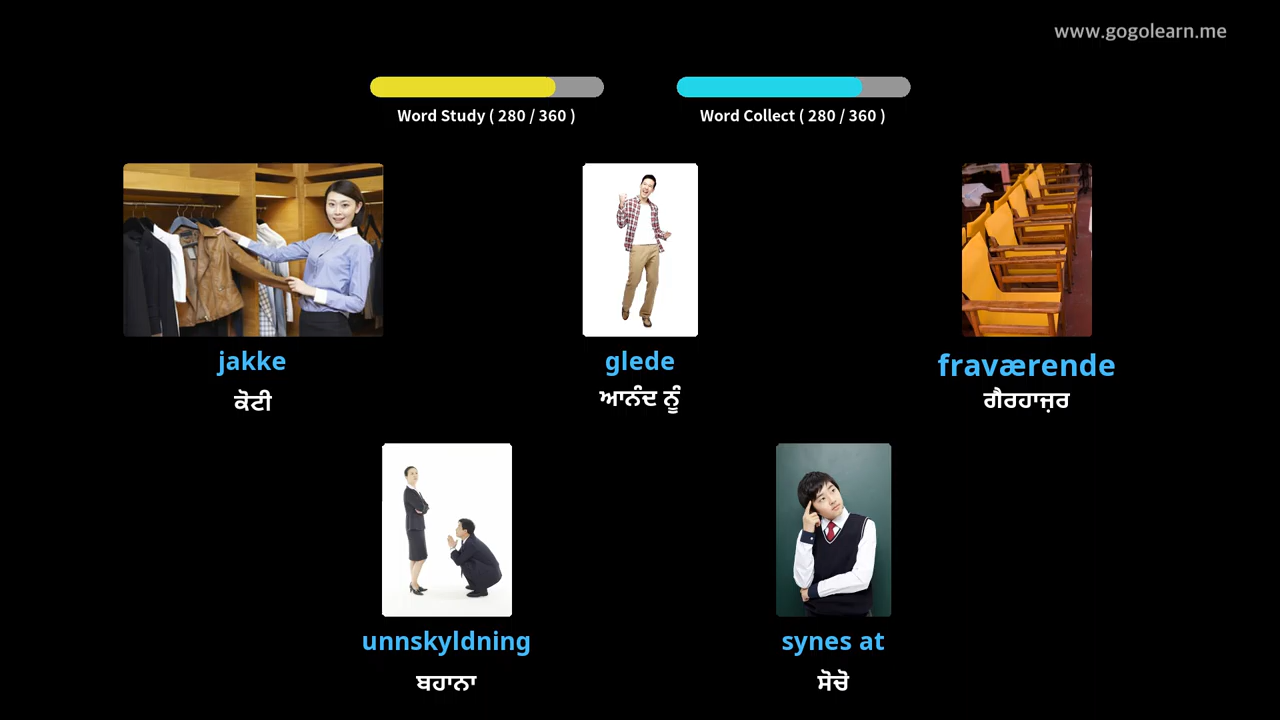 www.gogolearn.me
Word Study ( 280 / 360 )
Word Collect ( 280 / 360 )
jakke
glede
fraværende
ਕੋਟੀ
ਆਨੰਦ ਨੂੰ
ਗੈਰਹਾਜ਼ਰ
unnskyldning
synes at
ਬਹਾਨਾ
ਸੋਚੋ